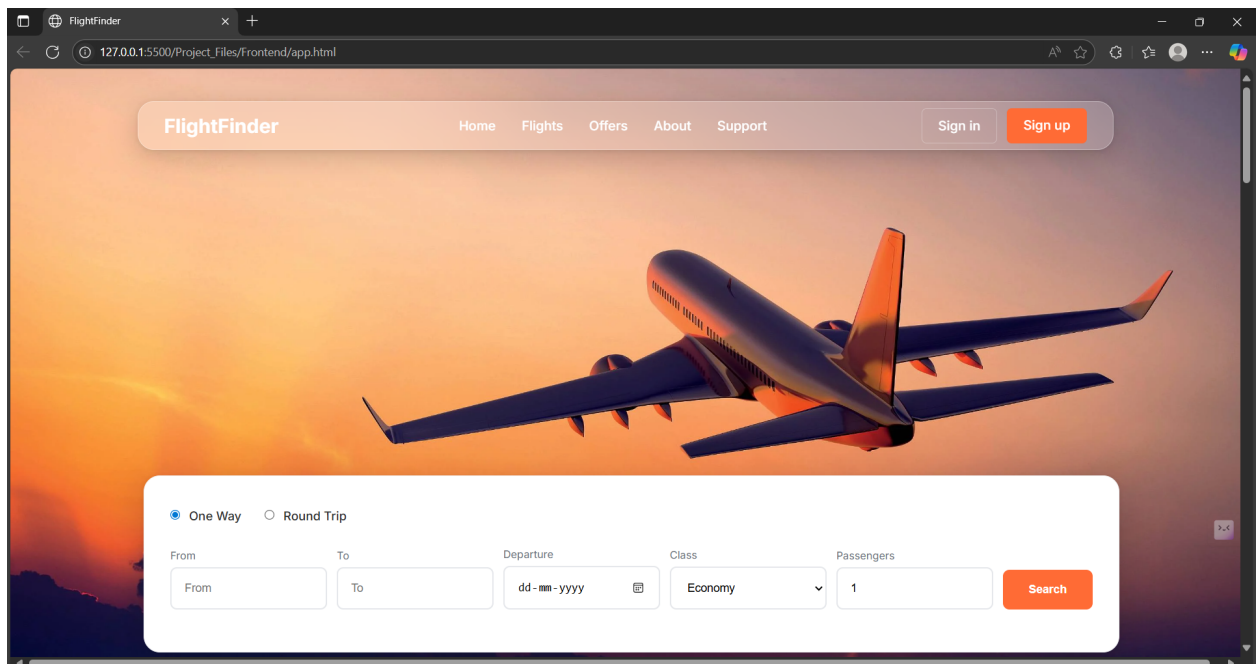 FlightFinder
127.0.0.1:5500/Project_Files/Frontend/app.html
FlightFinder Home Flights Offers About Support Sign in Sign up
One Way Round Trip
From To Departure Class Passengers
From To dd-mm-yyyy Economy 1 Search